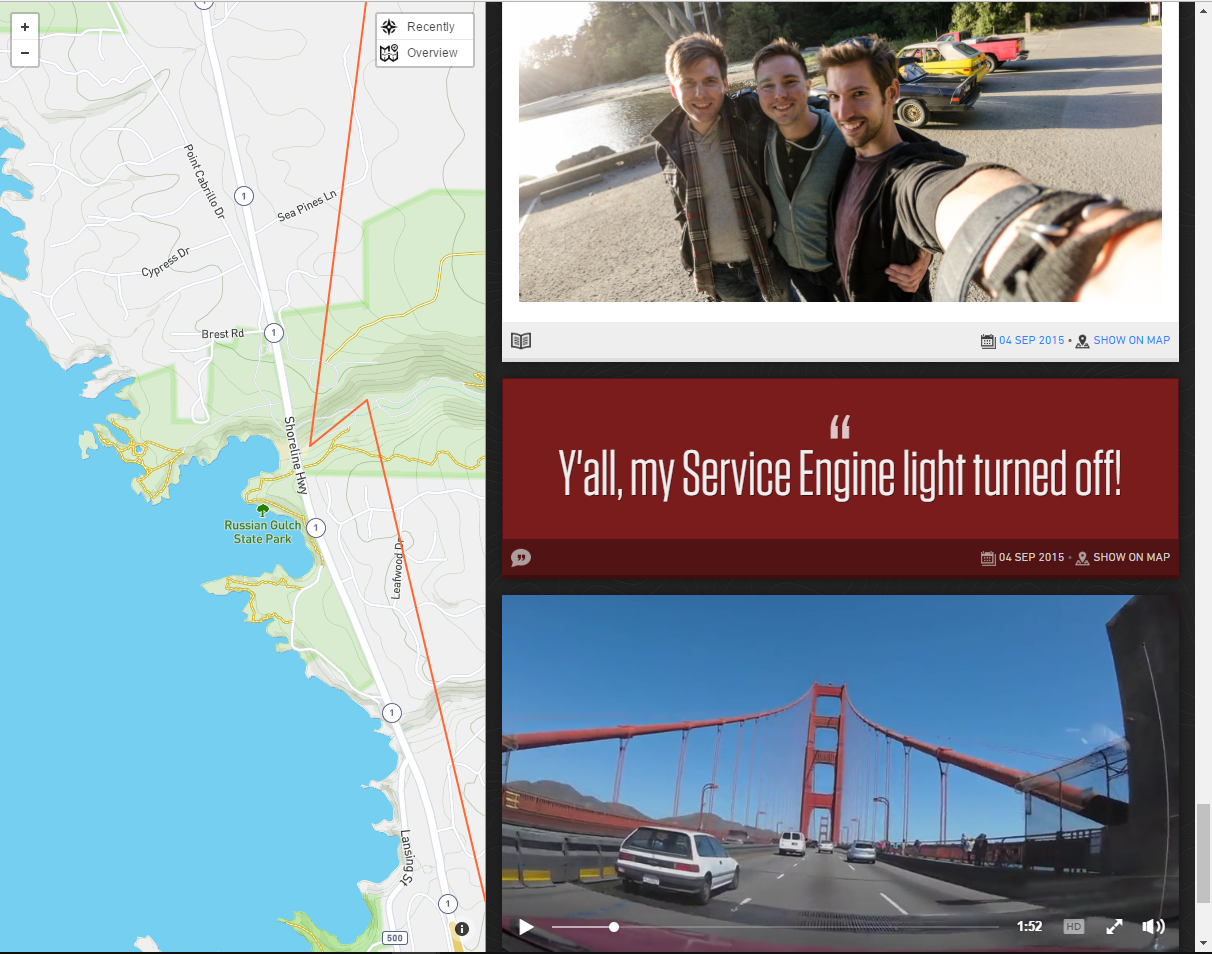 +
−
Recently
Overview
1
Point Cabrillo Dr
1
Sea Pines Ln
Cypress Dr
Brest Rd
1
Shoreline Hwy
Russian Gulch
State Park
1
Leafwood Dr
1
Lansing St
1
500
i
04 SEP 2015 • SHOW ON MAP
“
Y'all, my Service Engine light turned off!
04 SEP 2015 • SHOW ON MAP
1:52
HD